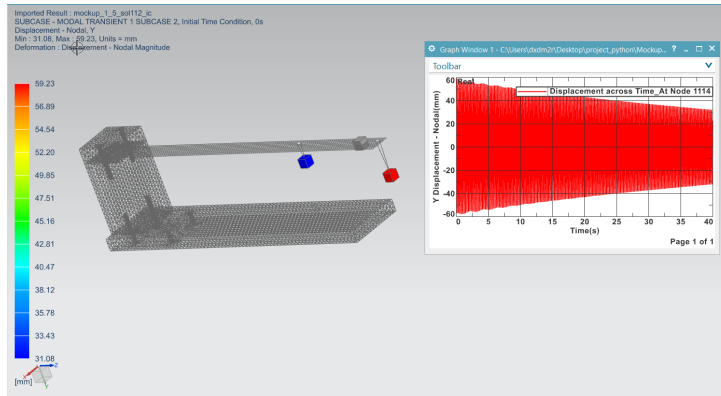 Imported Result : mockup_1_5_sol112_ic
SUBCASE - MODAL TRANSIENT 1 SUBCASE 2, Initial Time Condition, 0s
Displacement - Nodal, Y
Min : 31.08, Max : 59.23, Units = mm
Deformation : Displacement - Nodal Magnitude
59.23
56.89
54.54
52.20
49.85
47.51
45.16
42.81
40.47
38.12
35.78
33.43
31.08
[mm]
X
Z
Y
Graph Window 1 - C:\Users\dxdm2r\Desktop\project_python\Mockup... ? _ □ ×
Toolbar
Real
Displacement across Time_At Node 1114
Y Displacement - Nodal(mm)
60
40
20
0
-20
-40
-60
0 5 10 15 20 25 30 35 40
Time(s)
Page 1 of 1